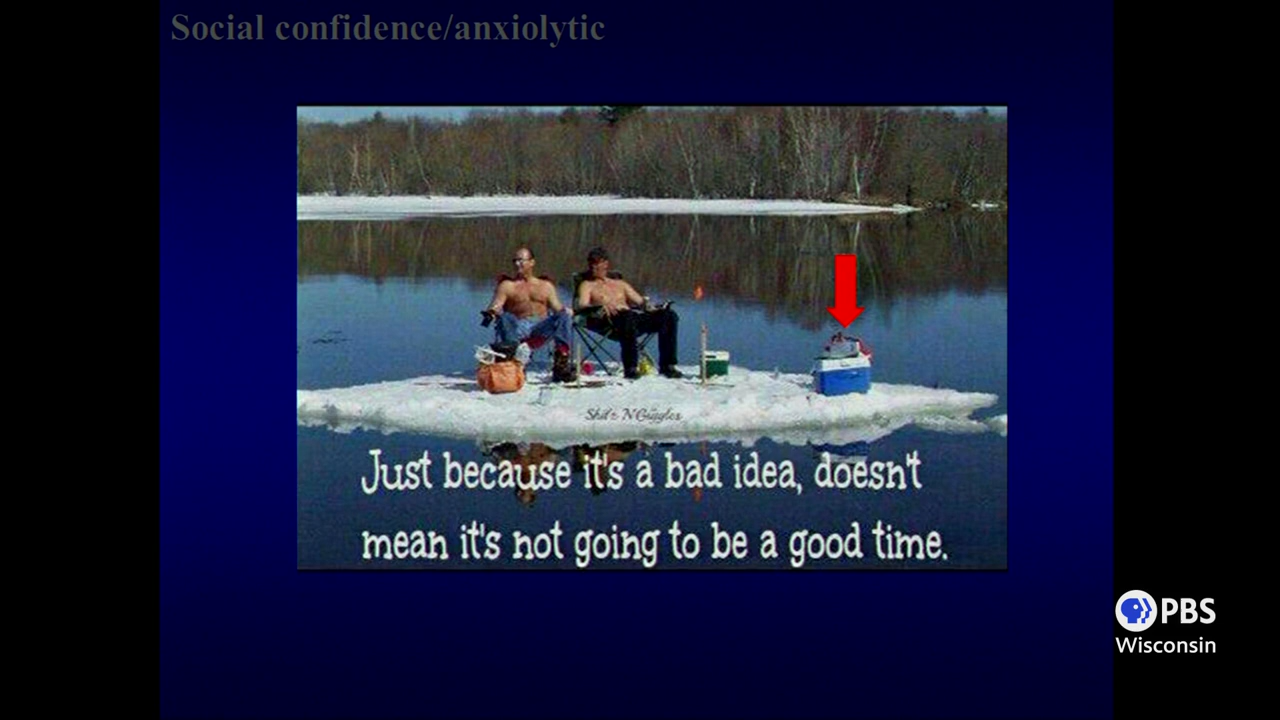 Social confidence/anxiolytic
Just because it's a bad idea, doesn't
mean it's not going to be a good time.
PBS
Wisconsin